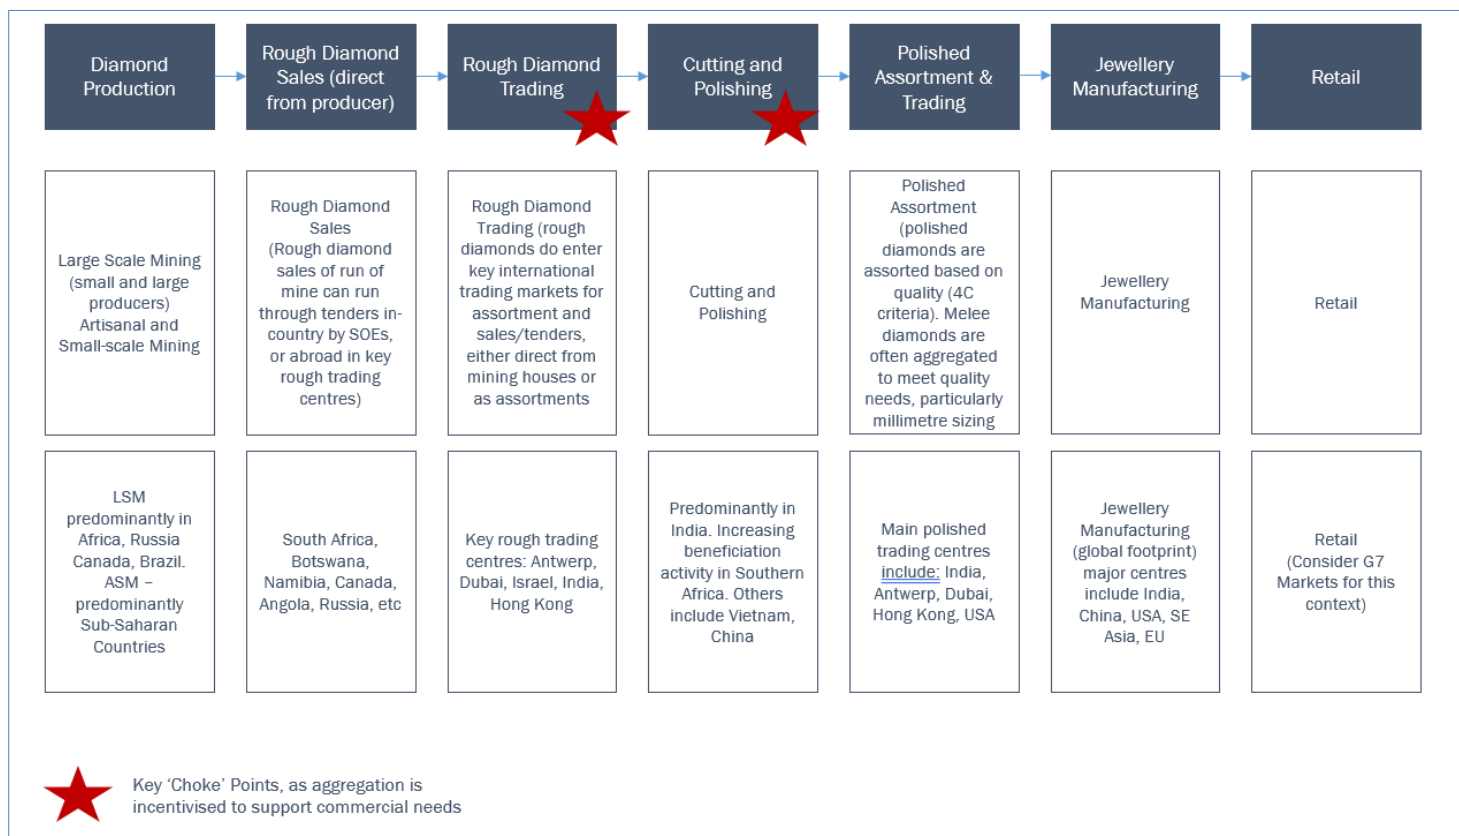 Diamond
Production
Rough Diamond
Sales (direct
from producer)
Rough Diamond
Trading
Cutting and
Polishing
Polished
Assortment &
Trading
Jewellery
Manufacturing
Retail
Large Scale Mining
(small and large
producers)
Artisanal and
Small-scale Mining
Rough Diamond
Sales
(Rough diamond
sales of run of
mine can run
through tenders in-
country by SOEs,
or abroad in key
rough trading
centres)
Rough Diamond
Trading (rough
diamonds do enter
key international
trading markets for
assortment and
sales/tenders,
either direct from
mining houses or
as assortments
Cutting and
Polishing
Polished
Assortment
(polished
diamonds are
assorted based on
quality (4C
criteria). Melee
diamonds are
often aggregated
to meet quality
needs, particularly
millimetre sizing
Jewellery
Manufacturing
Retail
LSM
predominantly in
Africa, Russia
Canada, Brazil.
ASM –
predominantly
Sub-Saharan
Countries
South Africa,
Botswana,
Namibia, Canada,
Angola, Russia, etc
Key rough trading
centres: Antwerp,
Dubai, Israel, India,
Hong Kong
Predominantly in
India. Increasing
beneficiation
activity in Southern
Africa. Others
include Vietnam,
China
Main polished
trading centres
include: India,
Antwerp, Dubai,
Hong Kong, USA
Jewellery
Manufacturing
(global footprint)
major centres
include India,
China, USA, SE
Asia, EU
Retail
(Consider G7
Markets for this
context)
Key ‘Choke’ Points, as aggregation is
incentivised to support commercial needs